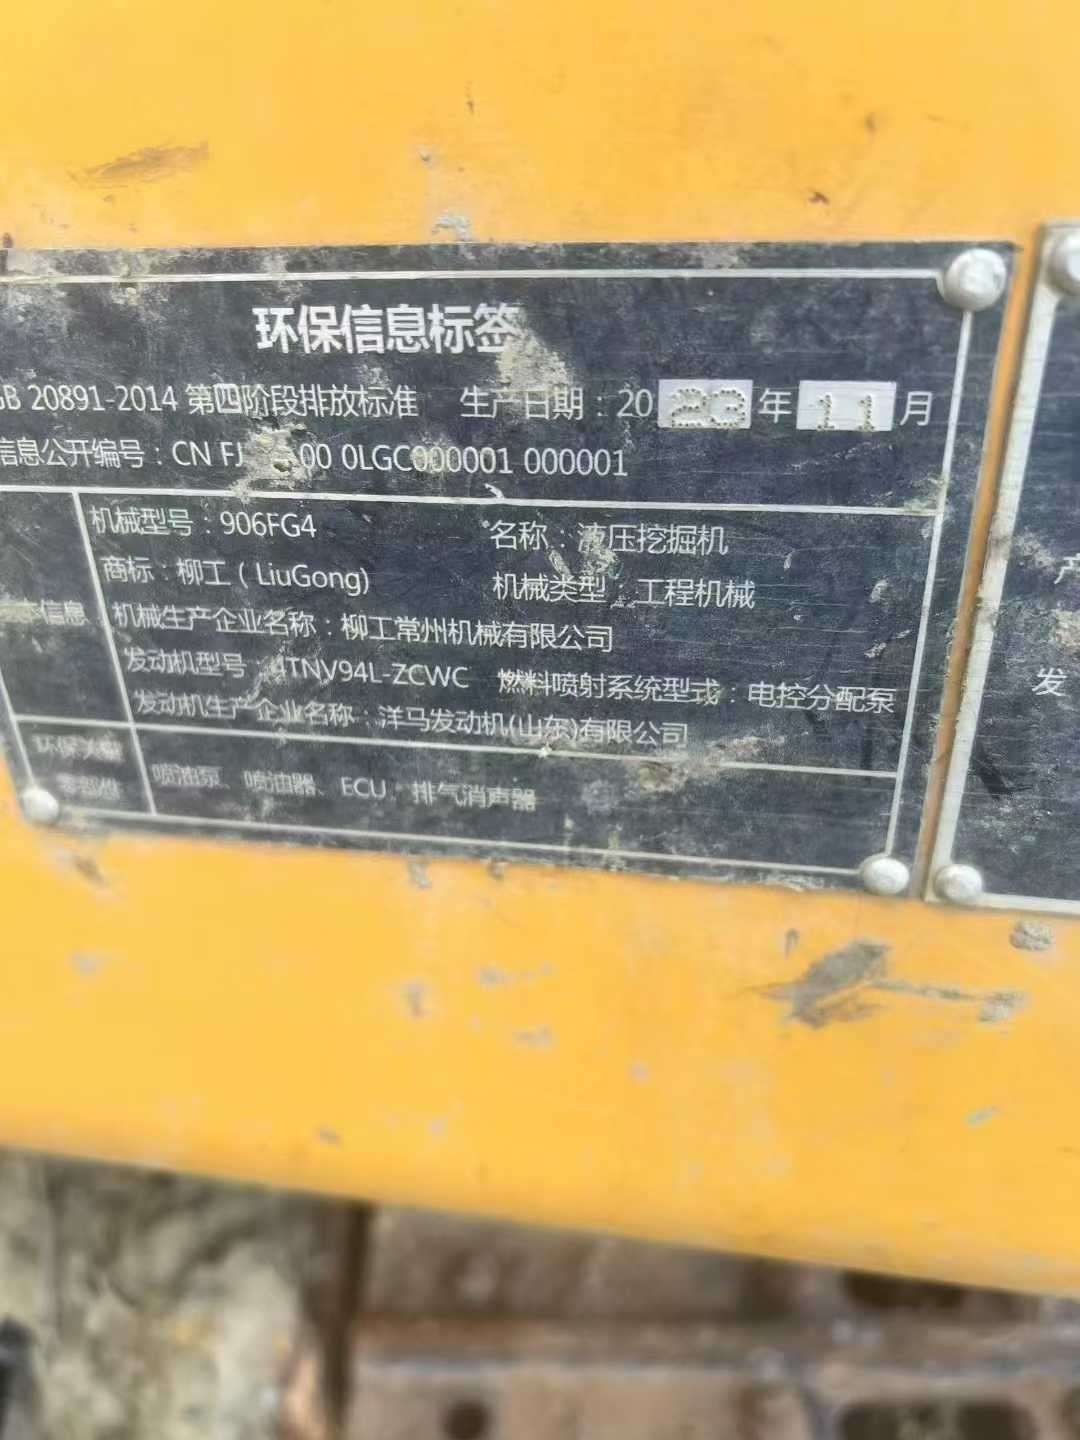 环保信息标签
GB 20891-2014 第四阶段排放标准 生产日期：2023年11月
信息公开编号：CN FJ 00 0LGC000001 000001
机械型号：906FG4 名称：液压挖掘机
商标：柳工（LiuGong) 机械类型：工程机械
信息 机械生产企业名称：柳工常州机械有限公司
发动机型号：4TNV94L-ZCWC 燃料喷射系统型式：电控分配泵
发动机生产企业名称：洋马发动机(山东)有限公司
环保关键
零部件
喷油泵、喷油器、ECU、排气消声器
产
发